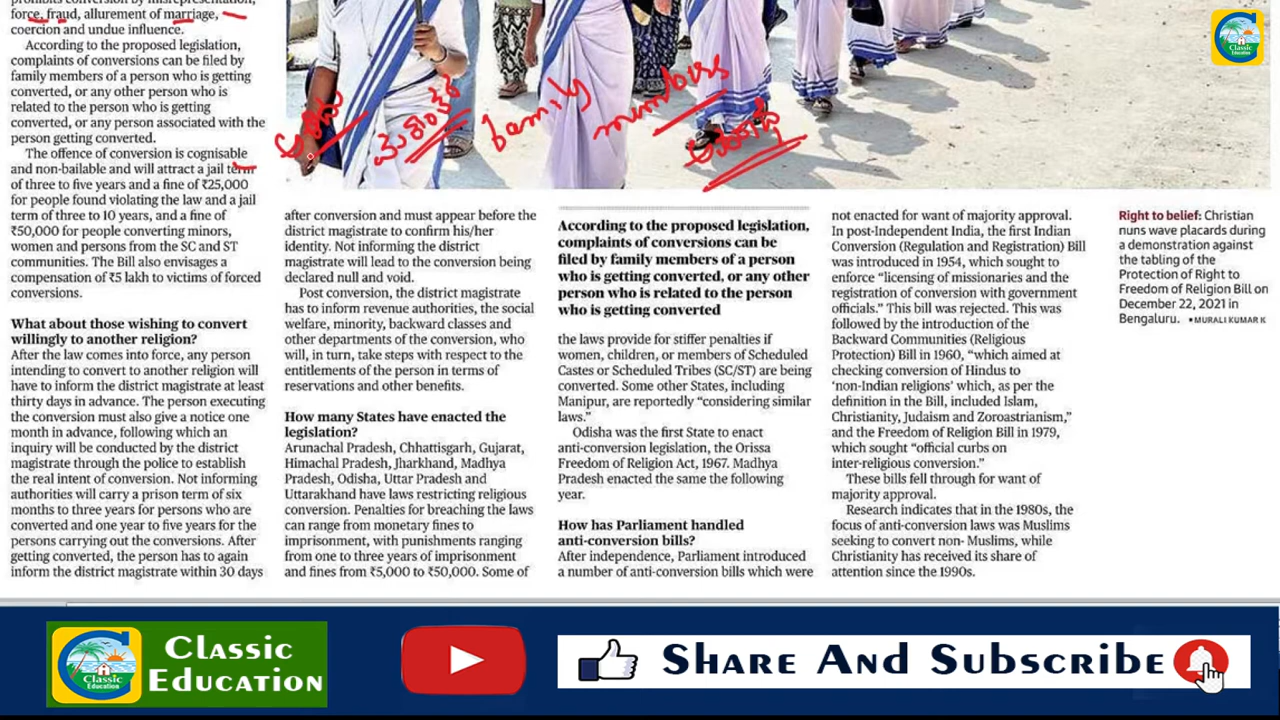 prohibits conversion by misrepresentation,
force, fraud, allurement of marriage,
coercion and undue influence.
According to the proposed legislation,
complaints of conversions can be filed by
family members of a person who is getting
converted, or any other person who is
related to the person who is getting
converted, or any person associated with the
person getting converted.
The offence of conversion is cognisable
and non-bailable and will attract a jail term
of three to five years and a fine of ₹25,000
for people found violating the law and a jail
term of three to 10 years, and a fine of
₹50,000 for people converting minors,
women and persons from the SC and ST
communities. The Bill also envisages a
compensation of ₹5 lakh to victims of forced
conversions.
What about those wishing to convert
willingly to another religion?
After the law comes into force, any person
intending to convert to another religion will
have to inform the district magistrate at least
thirty days in advance. The person executing
the conversion must also give a notice one
month in advance, following which an
inquiry will be conducted by the district
magistrate through the police to establish
the real intent of conversion. Not informing
authorities will carry a prison term of six
months to three years for persons who are
converted and one year to five years for the
persons carrying out the conversions. After
getting converted, the person has to again
inform the district magistrate within 30 days
family members
after conversion and must appear before the
district magistrate to confirm his/her
identity. Not informing the district
magistrate will lead to the conversion being
declared null and void.
Post conversion, the district magistrate
has to inform revenue authorities, the social
welfare, minority, backward classes and
other departments of the conversion, who
will, in turn, take steps with respect to the
entitlements of the person in terms of
reservations and other benefits.
How many States have enacted the
legislation?
Arunachal Pradesh, Chhattisgarh, Gujarat,
Himachal Pradesh, Jharkhand, Madhya
Pradesh, Odisha, Uttar Pradesh and
Uttarakhand have laws restricting religious
conversion. Penalties for breaching the laws
can range from monetary fines to
imprisonment, with punishments ranging
from one to three years of imprisonment
and fines from ₹5,000 to ₹50,000. Some of
According to the proposed legislation,
complaints of conversions can be
filed by family members of a person
who is getting converted, or any other
person who is related to the person
who is getting converted
the laws provide for stiffer penalties if
women, children, or members of Scheduled
Castes or Scheduled Tribes (SC/ST) are being
converted. Some other States, including
Manipur, are reportedly “considering similar
laws.”
Odisha was the first State to enact
anti-conversion legislation, the Orissa
Freedom of Religion Act, 1967. Madhya
Pradesh enacted the same the following
year.
How has Parliament handled
anti-conversion bills?
After independence, Parliament introduced
a number of anti-conversion bills which were
not enacted for want of majority approval.
In post-Independent India, the first Indian
Conversion (Regulation and Registration) Bill
was introduced in 1954, which sought to
enforce “licensing of missionaries and the
registration of conversion with government
officials.” This bill was rejected. This was
followed by the introduction of the
Backward Communities (Religious
Protection) Bill in 1960, “which aimed at
checking conversion of Hindus to
‘non-Indian religions’ which, as per the
definition in the Bill, included Islam,
Christianity, Judaism and Zoroastrianism,”
and the Freedom of Religion Bill in 1979,
which sought “official curbs on
inter-religious conversion.”
These bills fell through for want of
majority approval.
Research indicates that in the 1980s, the
focus of anti-conversion laws was Muslims
seeking to convert non- Muslims, while
Christianity has received its share of
attention since the 1990s.
Right to belief: Christian
nuns wave placards during
a demonstration against
the tabling of the
Protection of Right to
Freedom of Religion Bill on
December 22, 2021 in
Bengaluru. • MURALI KUMAR K
Classic
Education
Classic
Education
Classic
Education
Share And Subscribe